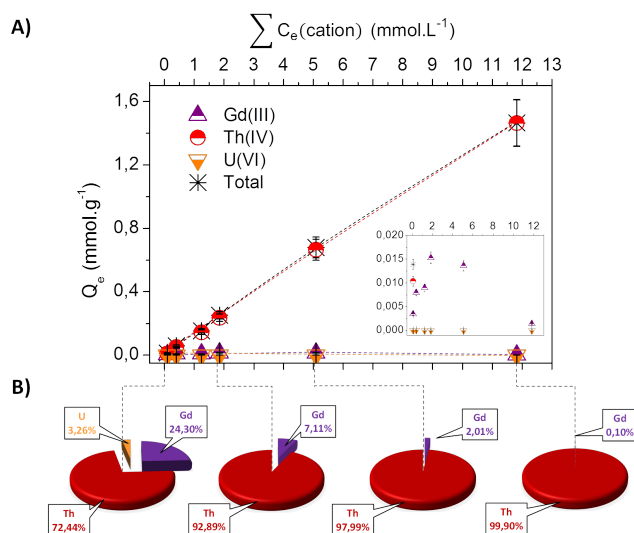 A)
∑ Cₑ(cation) (mmol.L⁻¹)
0 1 2 3 4 5 6 7 8 9 10 11 12 13
1,6
1,2
0,8
0,4
0,0
Qₑ (mmol.g⁻¹)
Gd(III)
Th(IV)
U(VI)
Total
0 2 4 6 8 10 12
0,020
0,015
0,010
0,005
0,000
B)
U
3,26%
Gd
24,30%
Th
72,44%
Gd
7,11%
Th
92,89%
Gd
2,01%
Th
97,99%
Gd
0,10%
Th
99,90%